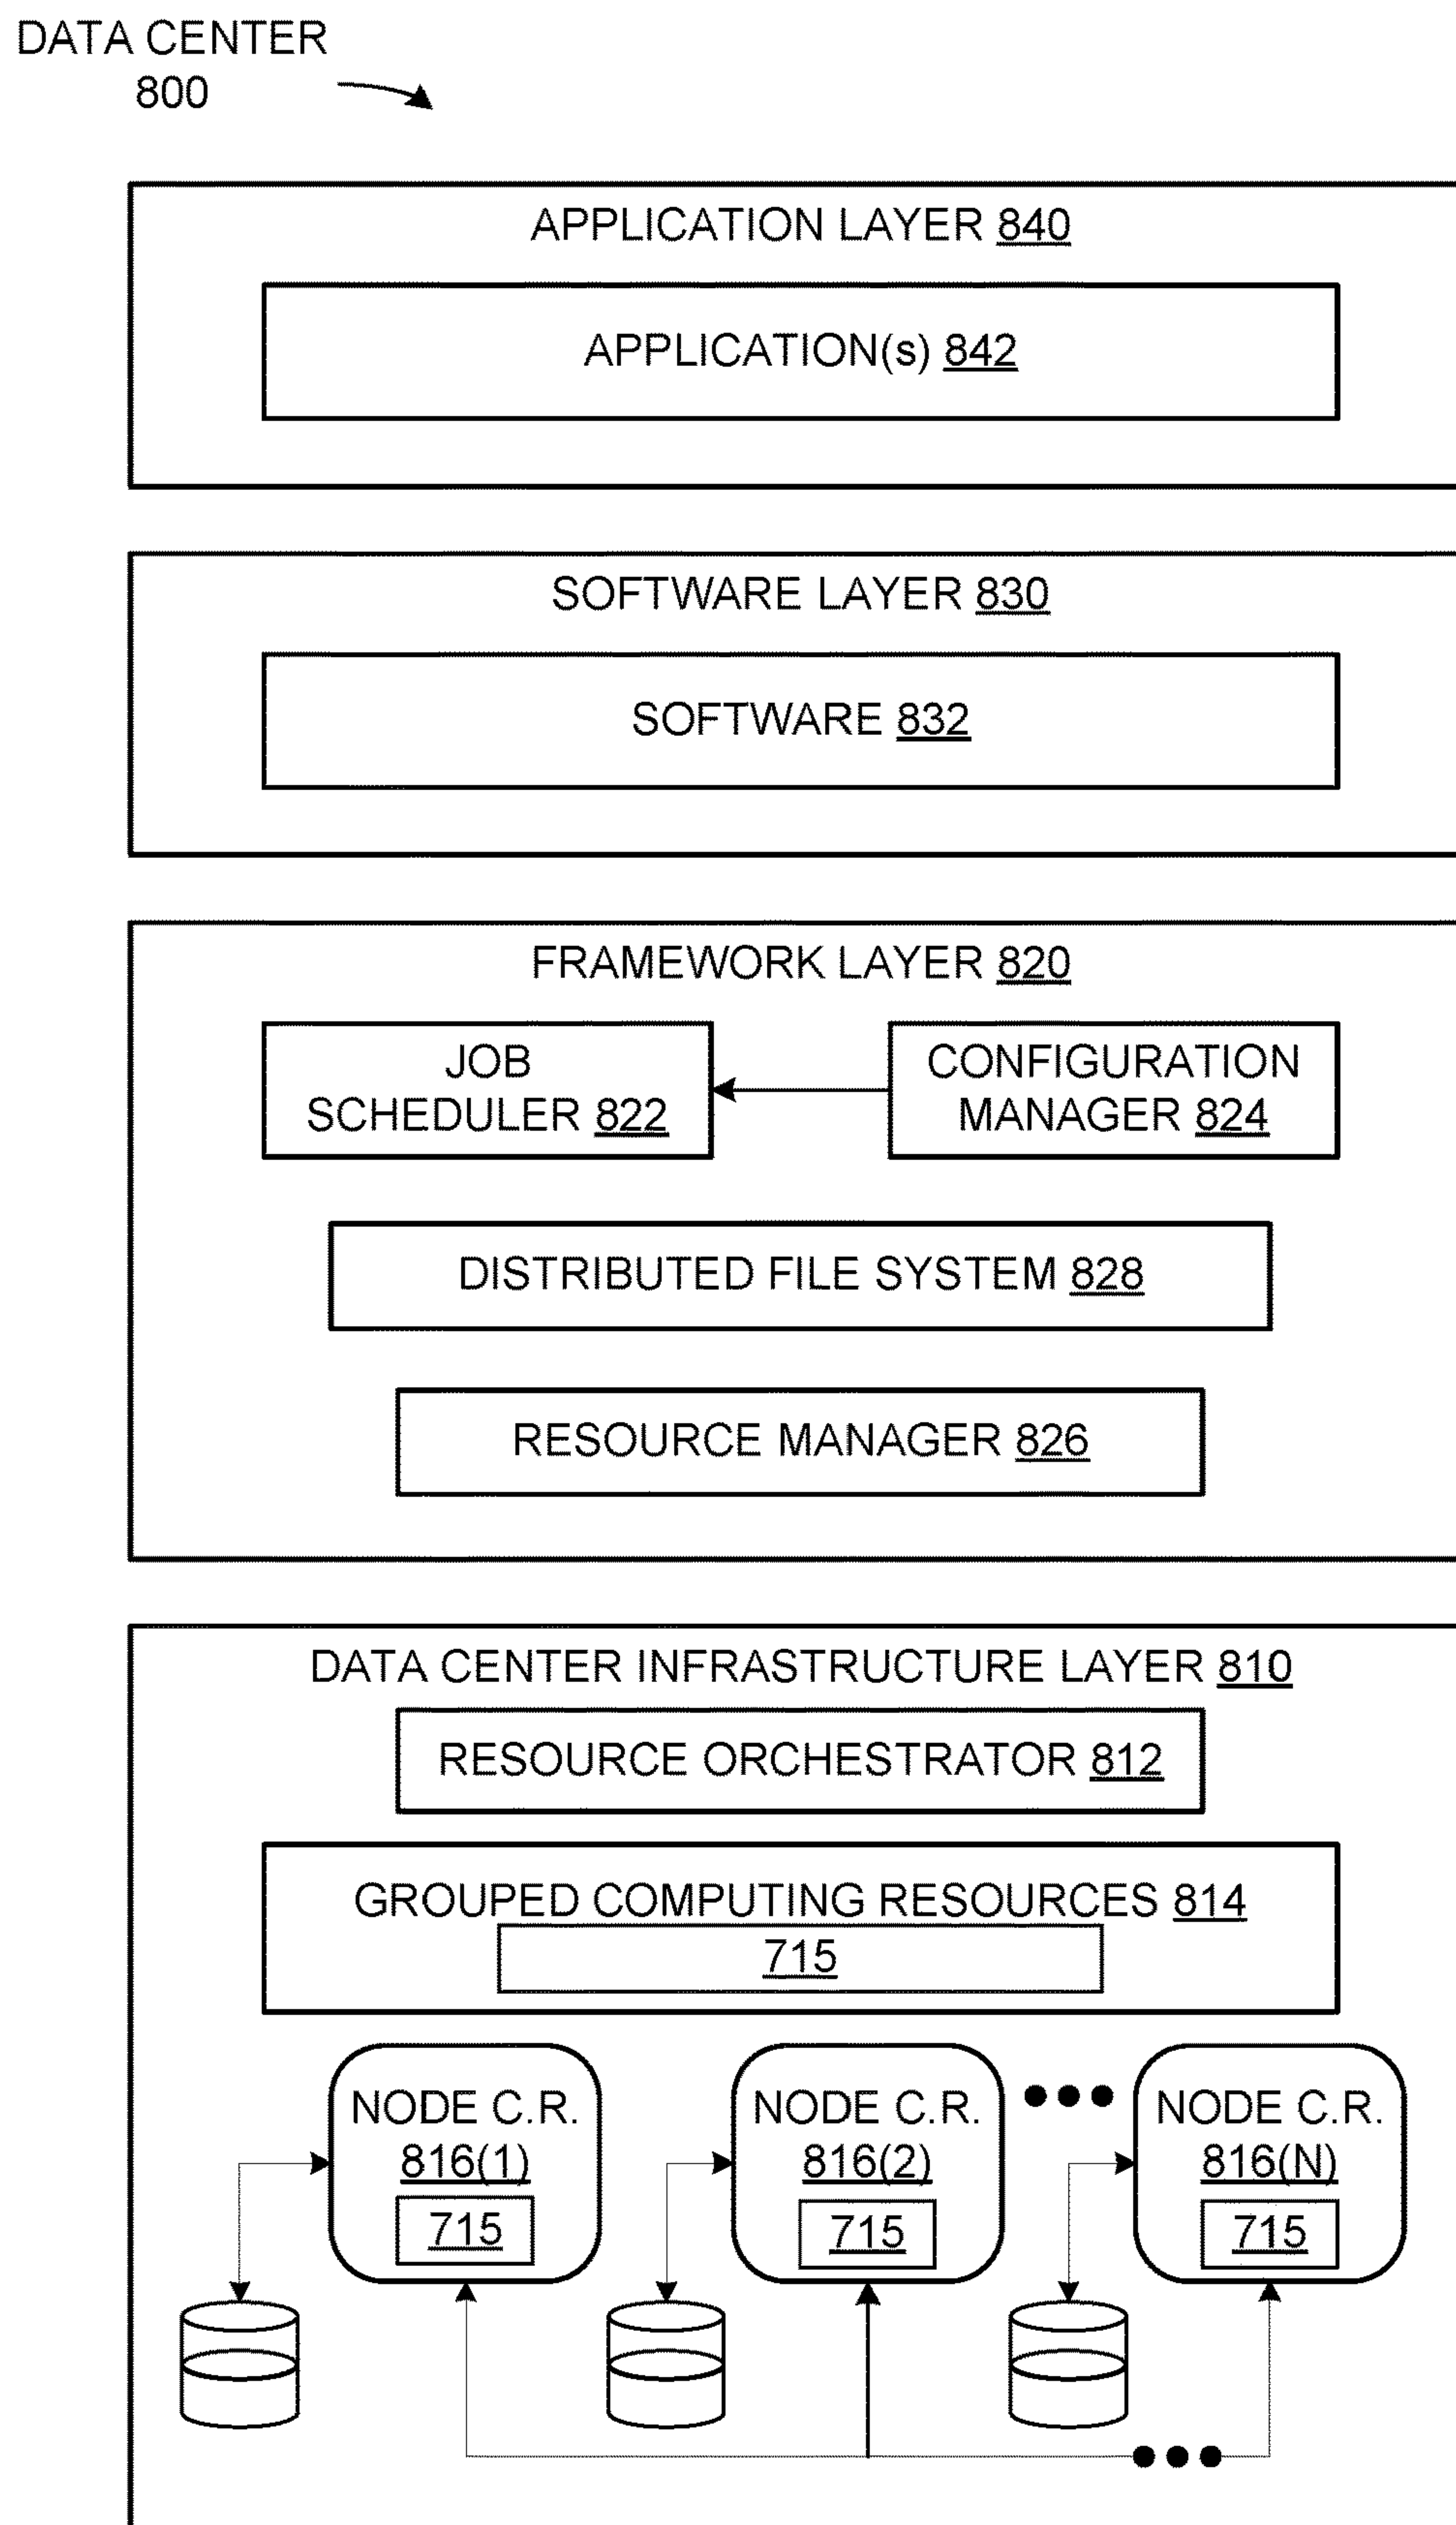 DATA CENTER
800
APPLICATION LAYER 840
APPLICATION(s) 842
SOFTWARE LAYER 830
SOFTWARE 832
FRAMEWORK LAYER 820
JOB
SCHEDULER 822
CONFIGURATION
MANAGER 824
DISTRIBUTED FILE SYSTEM 828
RESOURCE MANAGER 826
DATA CENTER INFRASTRUCTURE LAYER 810
RESOURCE ORCHESTRATOR 812
GROUPED COMPUTING RESOURCES 814
715
NODE C.R.
816(1)
715
NODE C.R.
816(2)
715
NODE C.R.
816(N)
715